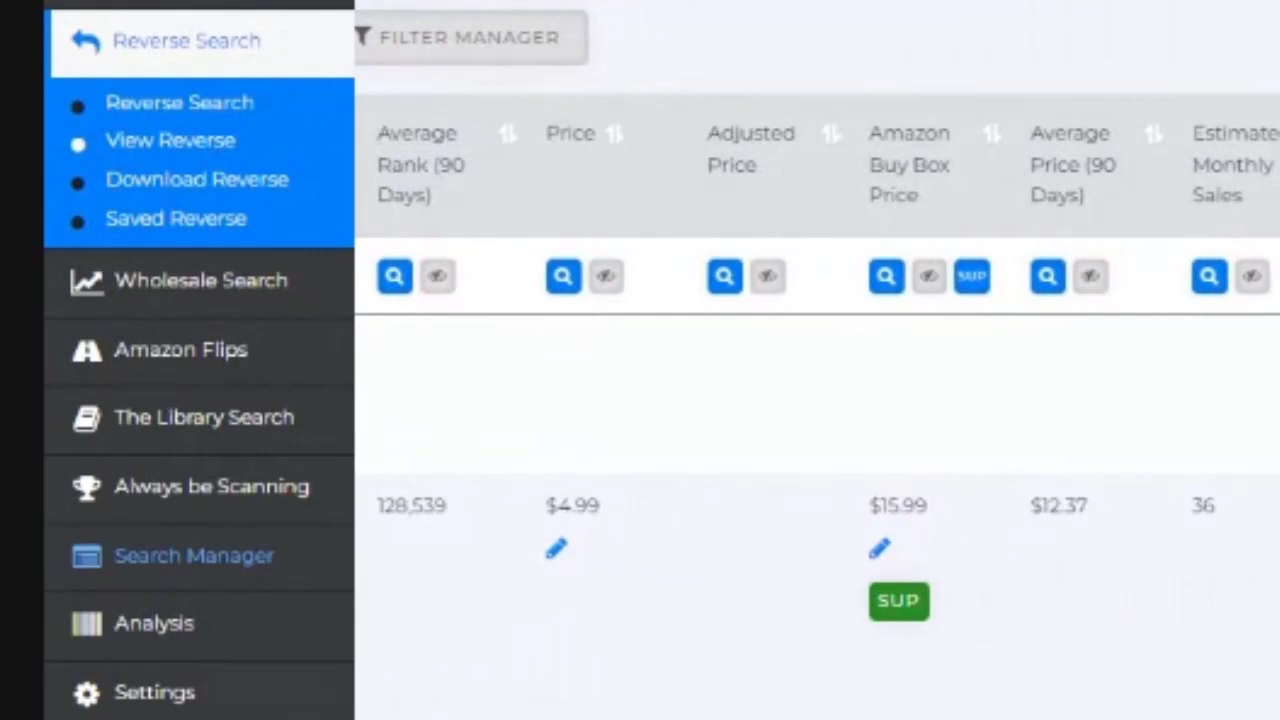 Reverse Search
Reverse Search
View Reverse
Download Reverse
Saved Reverse
Wholesale Search
Amazon Flips
The Library Search
Always be Scanning
Search Manager
Analysis
Settings
FILTER MANAGER
Average
Rank (90
Days)
Price
Adjusted
Price
Amazon
Buy Box
Price
Average
Price (90
Days)
Estimate
Monthly
Sales
SUP
128,539
$4.99
$15.99
$12.37
36
SUP